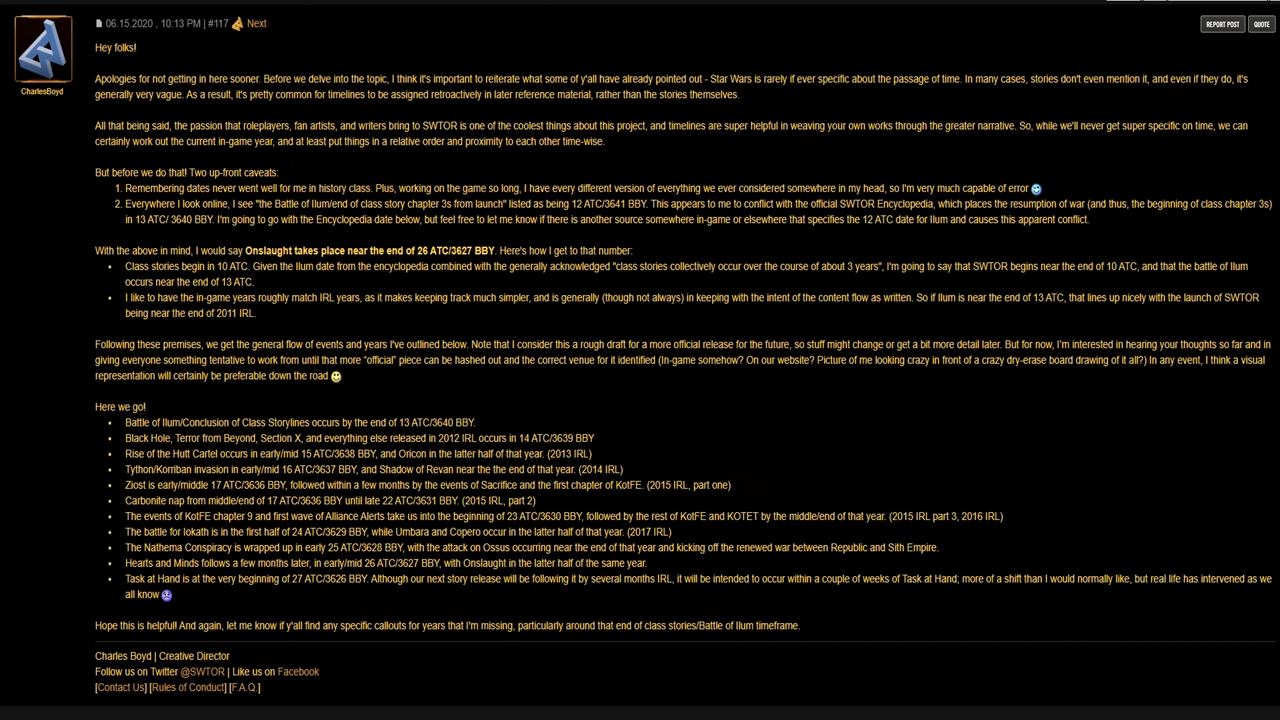 06.15.2020 , 10:13 PM | #117 Next
REPORT POST QUOTE
CharlesBoyd
Hey folks!
Apologies for not getting in here sooner. Before we delve into the topic, I think it's important to reiterate what some of y'all have already pointed out - Star Wars is rarely if ever specific about the passage of time. In many cases, stories don't even mention it, and even if they do, it's
generally very vague. As a result, it's pretty common for timelines to be assigned retroactively in later reference material, rather than the stories themselves.
All that being said, the passion that roleplayers, fan artists, and writers bring to SWTOR is one of the coolest things about this project, and timelines are super helpful in weaving your own works through the greater narrative. So, while we'll never get super specific on time, we can
certainly work out the current in-game year, and at least put things in a relative order and proximity to each other time-wise.
But before we do that! Two up-front caveats:
1. Remembering dates never went well for me in history class. Plus, working on the game so long, I have every different version of everything we ever considered somewhere in my head, so I'm very much capable of error
2. Everywhere I look online, I see "the Battle of Ilum/end of class story chapter 3s from launch" listed as being 12 ATC/3641 BBY. This appears to me to conflict with the official SWTOR Encyclopedia, which places the resumption of war (and thus, the beginning of class chapter 3s)
in 13 ATC/ 3640 BBY. I'm going to go with the Encyclopedia date below, but feel free to let me know if there is another source somewhere in-game or elsewhere that specifies the 12 ATC date for Ilum and causes this apparent conflict.
With the above in mind, I would say Onslaught takes place near the end of 26 ATC/3627 BBY. Here's how I get to that number:
• Class stories begin in 10 ATC. Given the Ilum date from the encyclopedia combined with the generally acknowledged "class stories collectively occur over the course of about 3 years", I'm going to say that SWTOR begins near the end of 10 ATC, and that the battle of Ilum
occurs near the end of 13 ATC.
• I like to have the in-game years roughly match IRL years, as it makes keeping track much simpler, and is generally (though not always) in keeping with the intent of the content flow as written. So if Ilum is near the end of 13 ATC, that lines up nicely with the launch of SWTOR
being near the end of 2011 IRL.
Following these premises, we get the general flow of events and years I've outlined below. Note that I consider this a rough draft for a more official release for the future, so stuff might change or get a bit more detail later. But for now, I'm interested in hearing your thoughts so far and in
giving everyone something tentative to work from until that more "official" piece can be hashed out and the correct venue for it identified (In-game somehow? On our website? Picture of me looking crazy in front of a crazy dry-erase board drawing of it all?) In any event, I think a visual
representation will certainly be preferable down the road
Here we go!
• Battle of Ilum/Conclusion of Class Storylines occurs by the end of 13 ATC/3640 BBY.
• Black Hole, Terror from Beyond, Section X, and everything else released in 2012 IRL occurs in 14 ATC/3639 BBY
• Rise of the Hutt Cartel occurs in early/mid 15 ATC/3638 BBY, and Oricon in the latter half of that year. (2013 IRL)
• Tython/Korriban invasion in early/mid 16 ATC/3637 BBY, and Shadow of Revan near the the end of that year. (2014 IRL)
• Ziost is early/middle 17 ATC/3636 BBY, followed within a few months by the events of Sacrifice and the first chapter of KotFE. (2015 IRL, part one)
• Carbonite nap from middle/end of 17 ATC/3636 BBY until late 22 ATC/3631 BBY. (2015 IRL, part 2)
• The events of KotFE chapter 9 and first wave of Alliance Alerts take us into the beginning of 23 ATC/3630 BBY, followed by the rest of KotFE and KOTET by the middle/end of that year. (2015 IRL part 3, 2016 IRL)
• The battle for Iokath is in the first half of 24 ATC/3629 BBY, while Umbara and Copero occur in the latter half of that year. (2017 IRL)
• The Nathema Conspiracy is wrapped up in early 25 ATC/3628 BBY, with the attack on Ossus occurring near the end of that year and kicking off the renewed war between Republic and Sith Empire.
• Hearts and Minds follows a few months later, in early/mid 26 ATC/3627 BBY, with Onslaught in the latter half of the same year.
• Task at Hand is at the very beginning of 27 ATC/3626 BBY. Although our next story release will be following it by several months IRL, it will be intended to occur within a couple of weeks of Task at Hand; more of a shift than I would normally like, but real life has intervened as we
all know
Hope this is helpful! And again, let me know if y'all find any specific callouts for years that I'm missing, particularly around that end of class stories/Battle of Ilum timeframe.
Charles Boyd | Creative Director
Follow us on Twitter @SWTOR | Like us on Facebook
[Contact Us] [Rules of Conduct] [F.A.Q.]